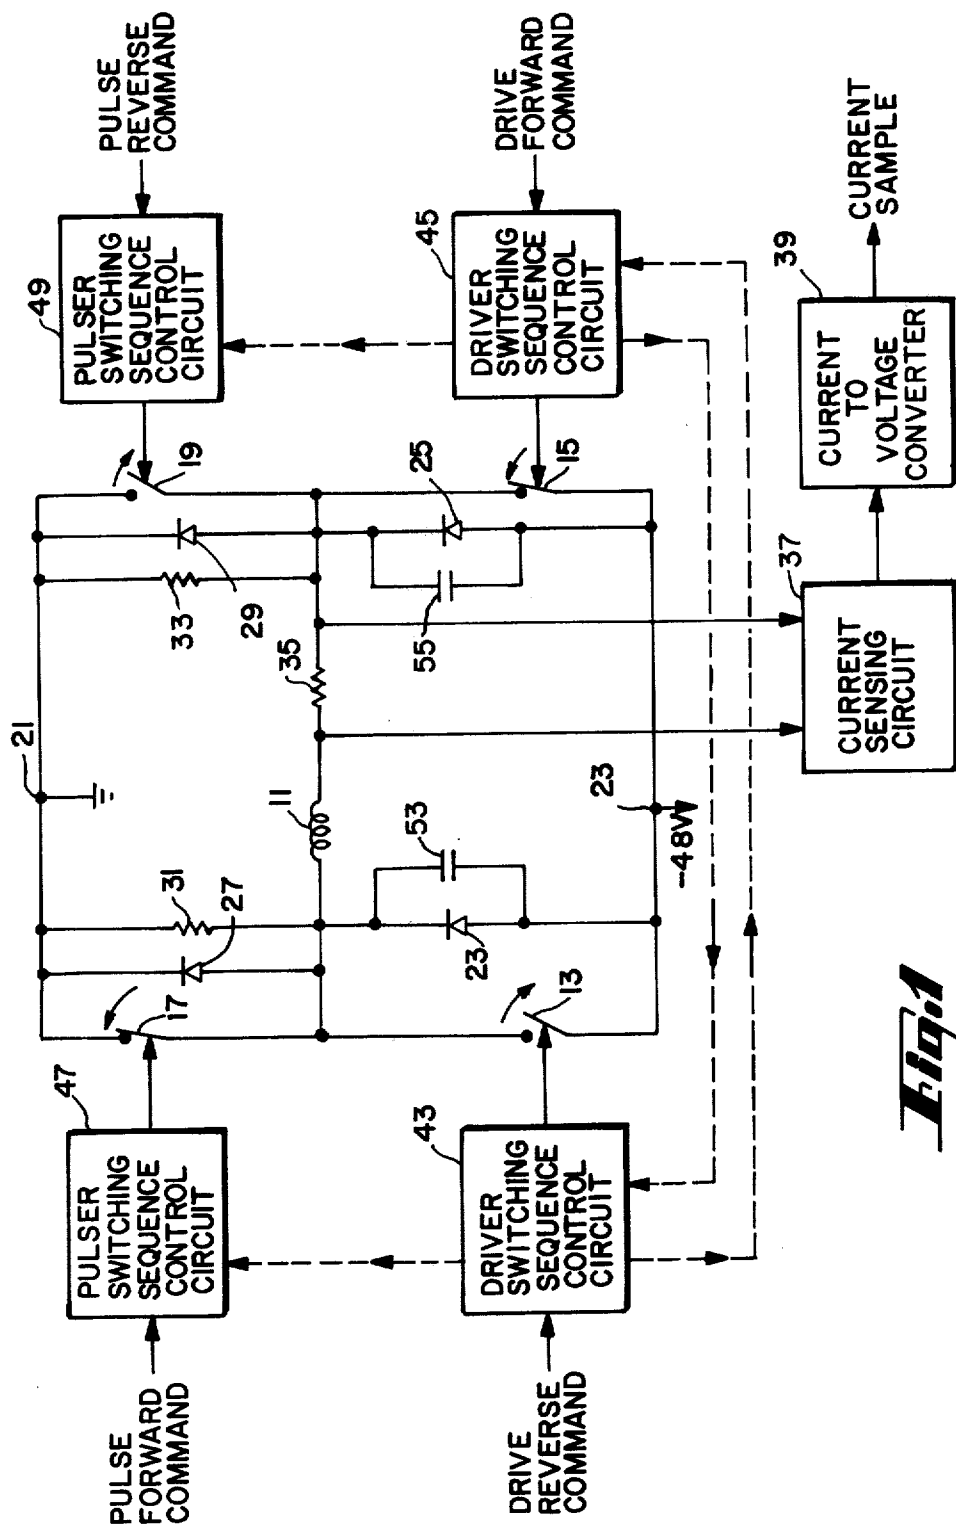 PULSE
FORWARD
COMMAND
47
PULSER
SWITCHING
SEQUENCE
CONTROL
CIRCUIT
17
27
31
21
33
29
19
49
PULSER
SWITCHING
SEQUENCE
CONTROL
CIRCUIT
PULSE
REVERSE
COMMAND
11
35
DRIVE
REVERSE
COMMAND
43
DRIVER
SWITCHING
SEQUENCE
CONTROL
CIRCUIT
13
23
53
23
-48V
55
25
15
45
DRIVER
SWITCHING
SEQUENCE
CONTROL
CIRCUIT
DRIVE
FORWARD
COMMAND
37
CURRENT
SENSING
CIRCUIT
39
CURRENT
TO
VOLTAGE
CONVERTER
CURRENT
SAMPLE
Fig.1